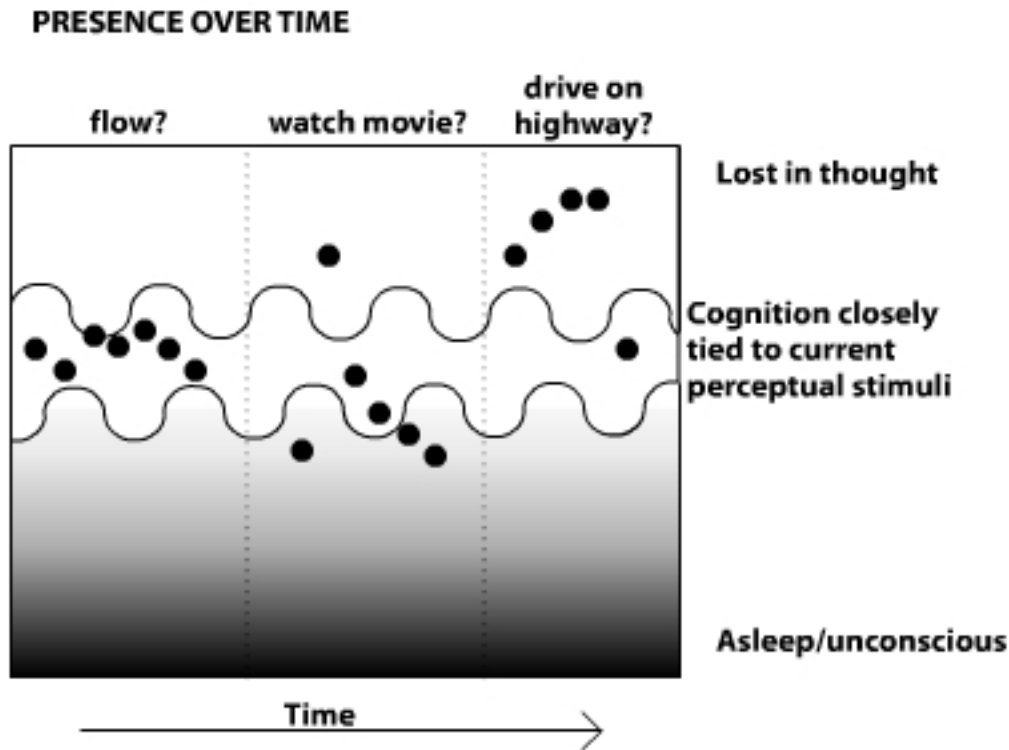 PRESENCE OVER TIME
flow?
watch movie?
drive on
highway?
Lost in thought
Cognition closely
tied to current
perceptual stimuli
Asleep/unconscious
Time